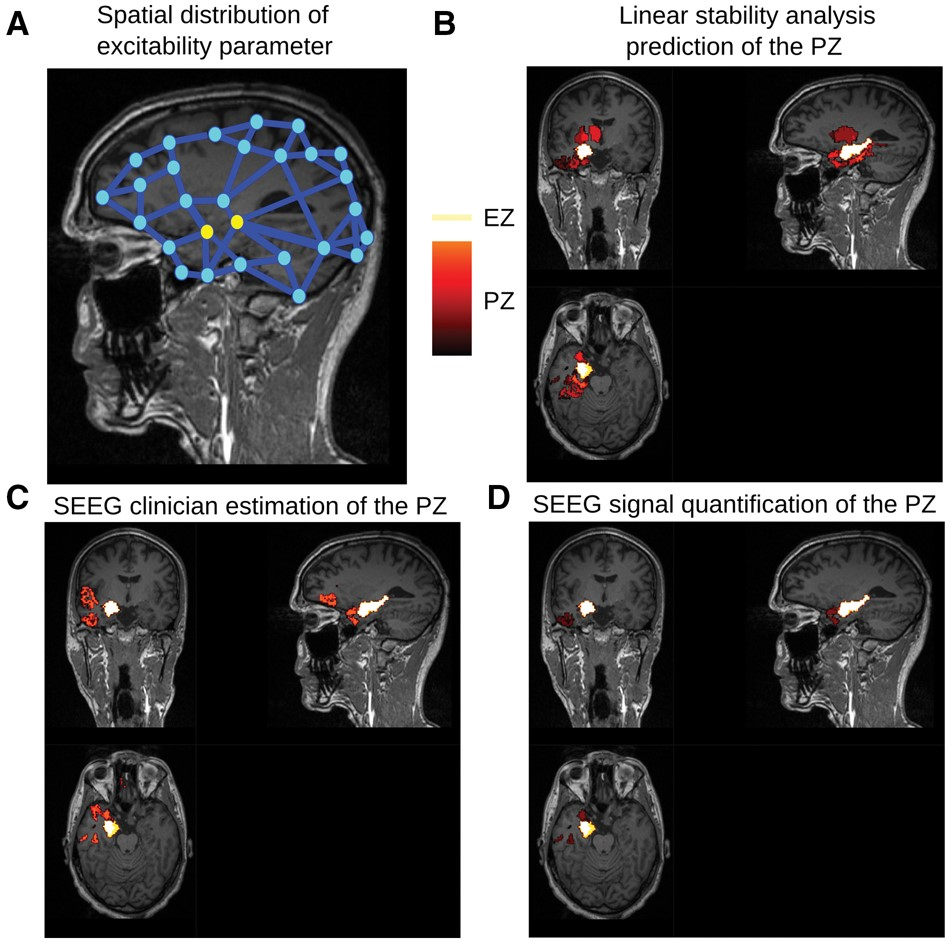 A
Spatial distribution of
excitability parameter
B
Linear stability analysis
prediction of the PZ
EZ
PZ
C
SEEG clinician estimation of the PZ
D
SEEG signal quantification of the PZ